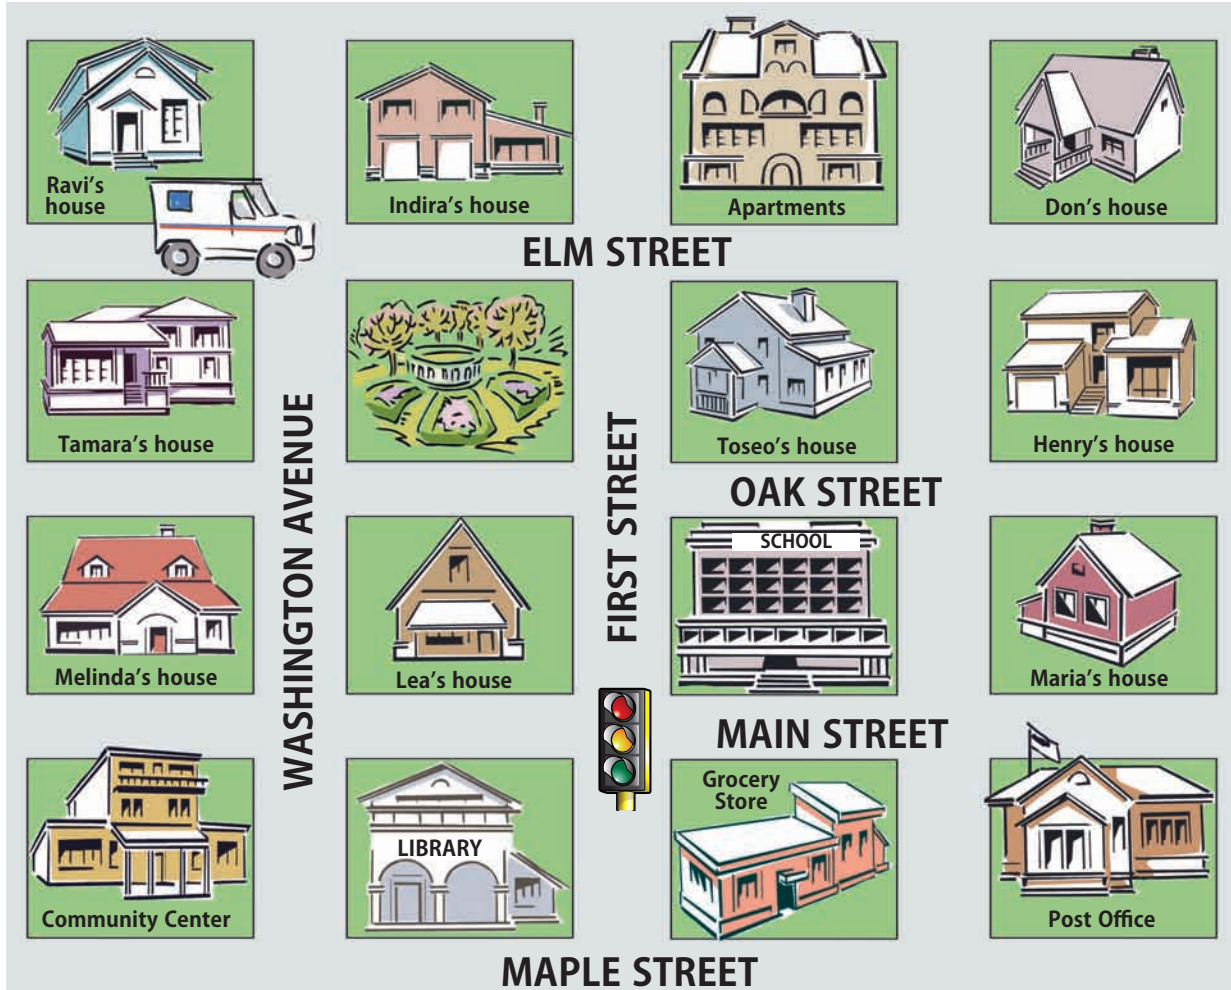 Ravi's
house
Indira's house
Apartments
Don's house
ELM STREET
Tamara's house
Toseo's house
Henry's house
WASHINGTON AVENUE
FIRST STREET
OAK STREET
SCHOOL
Melinda's house
Lea's house
Maria's house
MAIN STREET
Grocery
Store
LIBRARY
Community Center
Post Office
MAPLE STREET